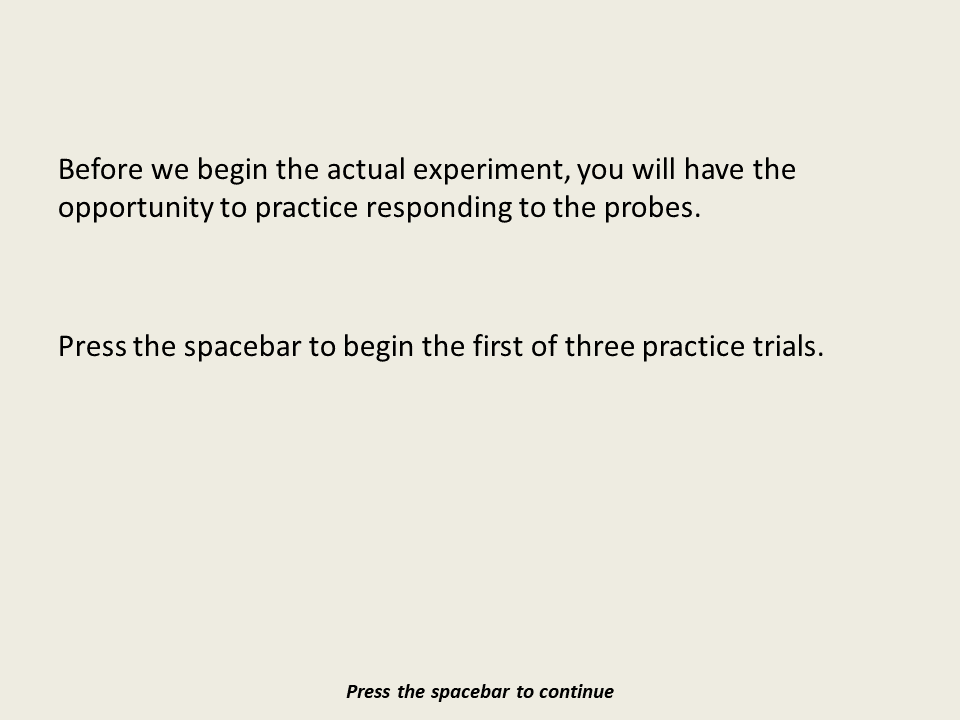 Before we begin the actual experiment, you will have the
opportunity to practice responding to the probes.
Press the spacebar to begin the first of three practice trials.
Press the spacebar to continue